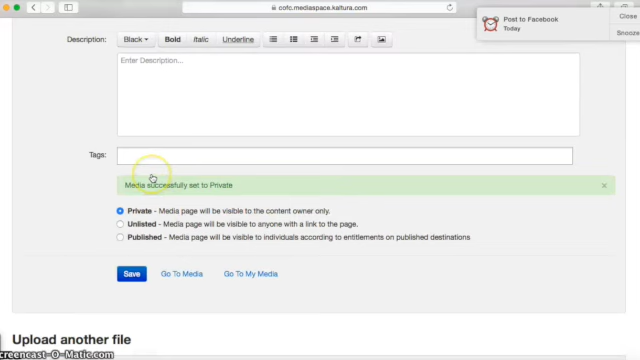 cofc.mediaspace.kaltura.com
Post to Facebook
Today
Close
Snooze
Description:
Black
Bold
Italic
Underline
Enter Description...
Tags:
Media successfully set to Private
×
Private - Media page will be visible to the content owner only.
Unlisted - Media page will be visible to anyone with a link to the page.
Published - Media page will be visible to individuals according to entitlements on published destinations
Save
Go To Media
Go To My Media
Upload another file
creencast-O-Matic.com